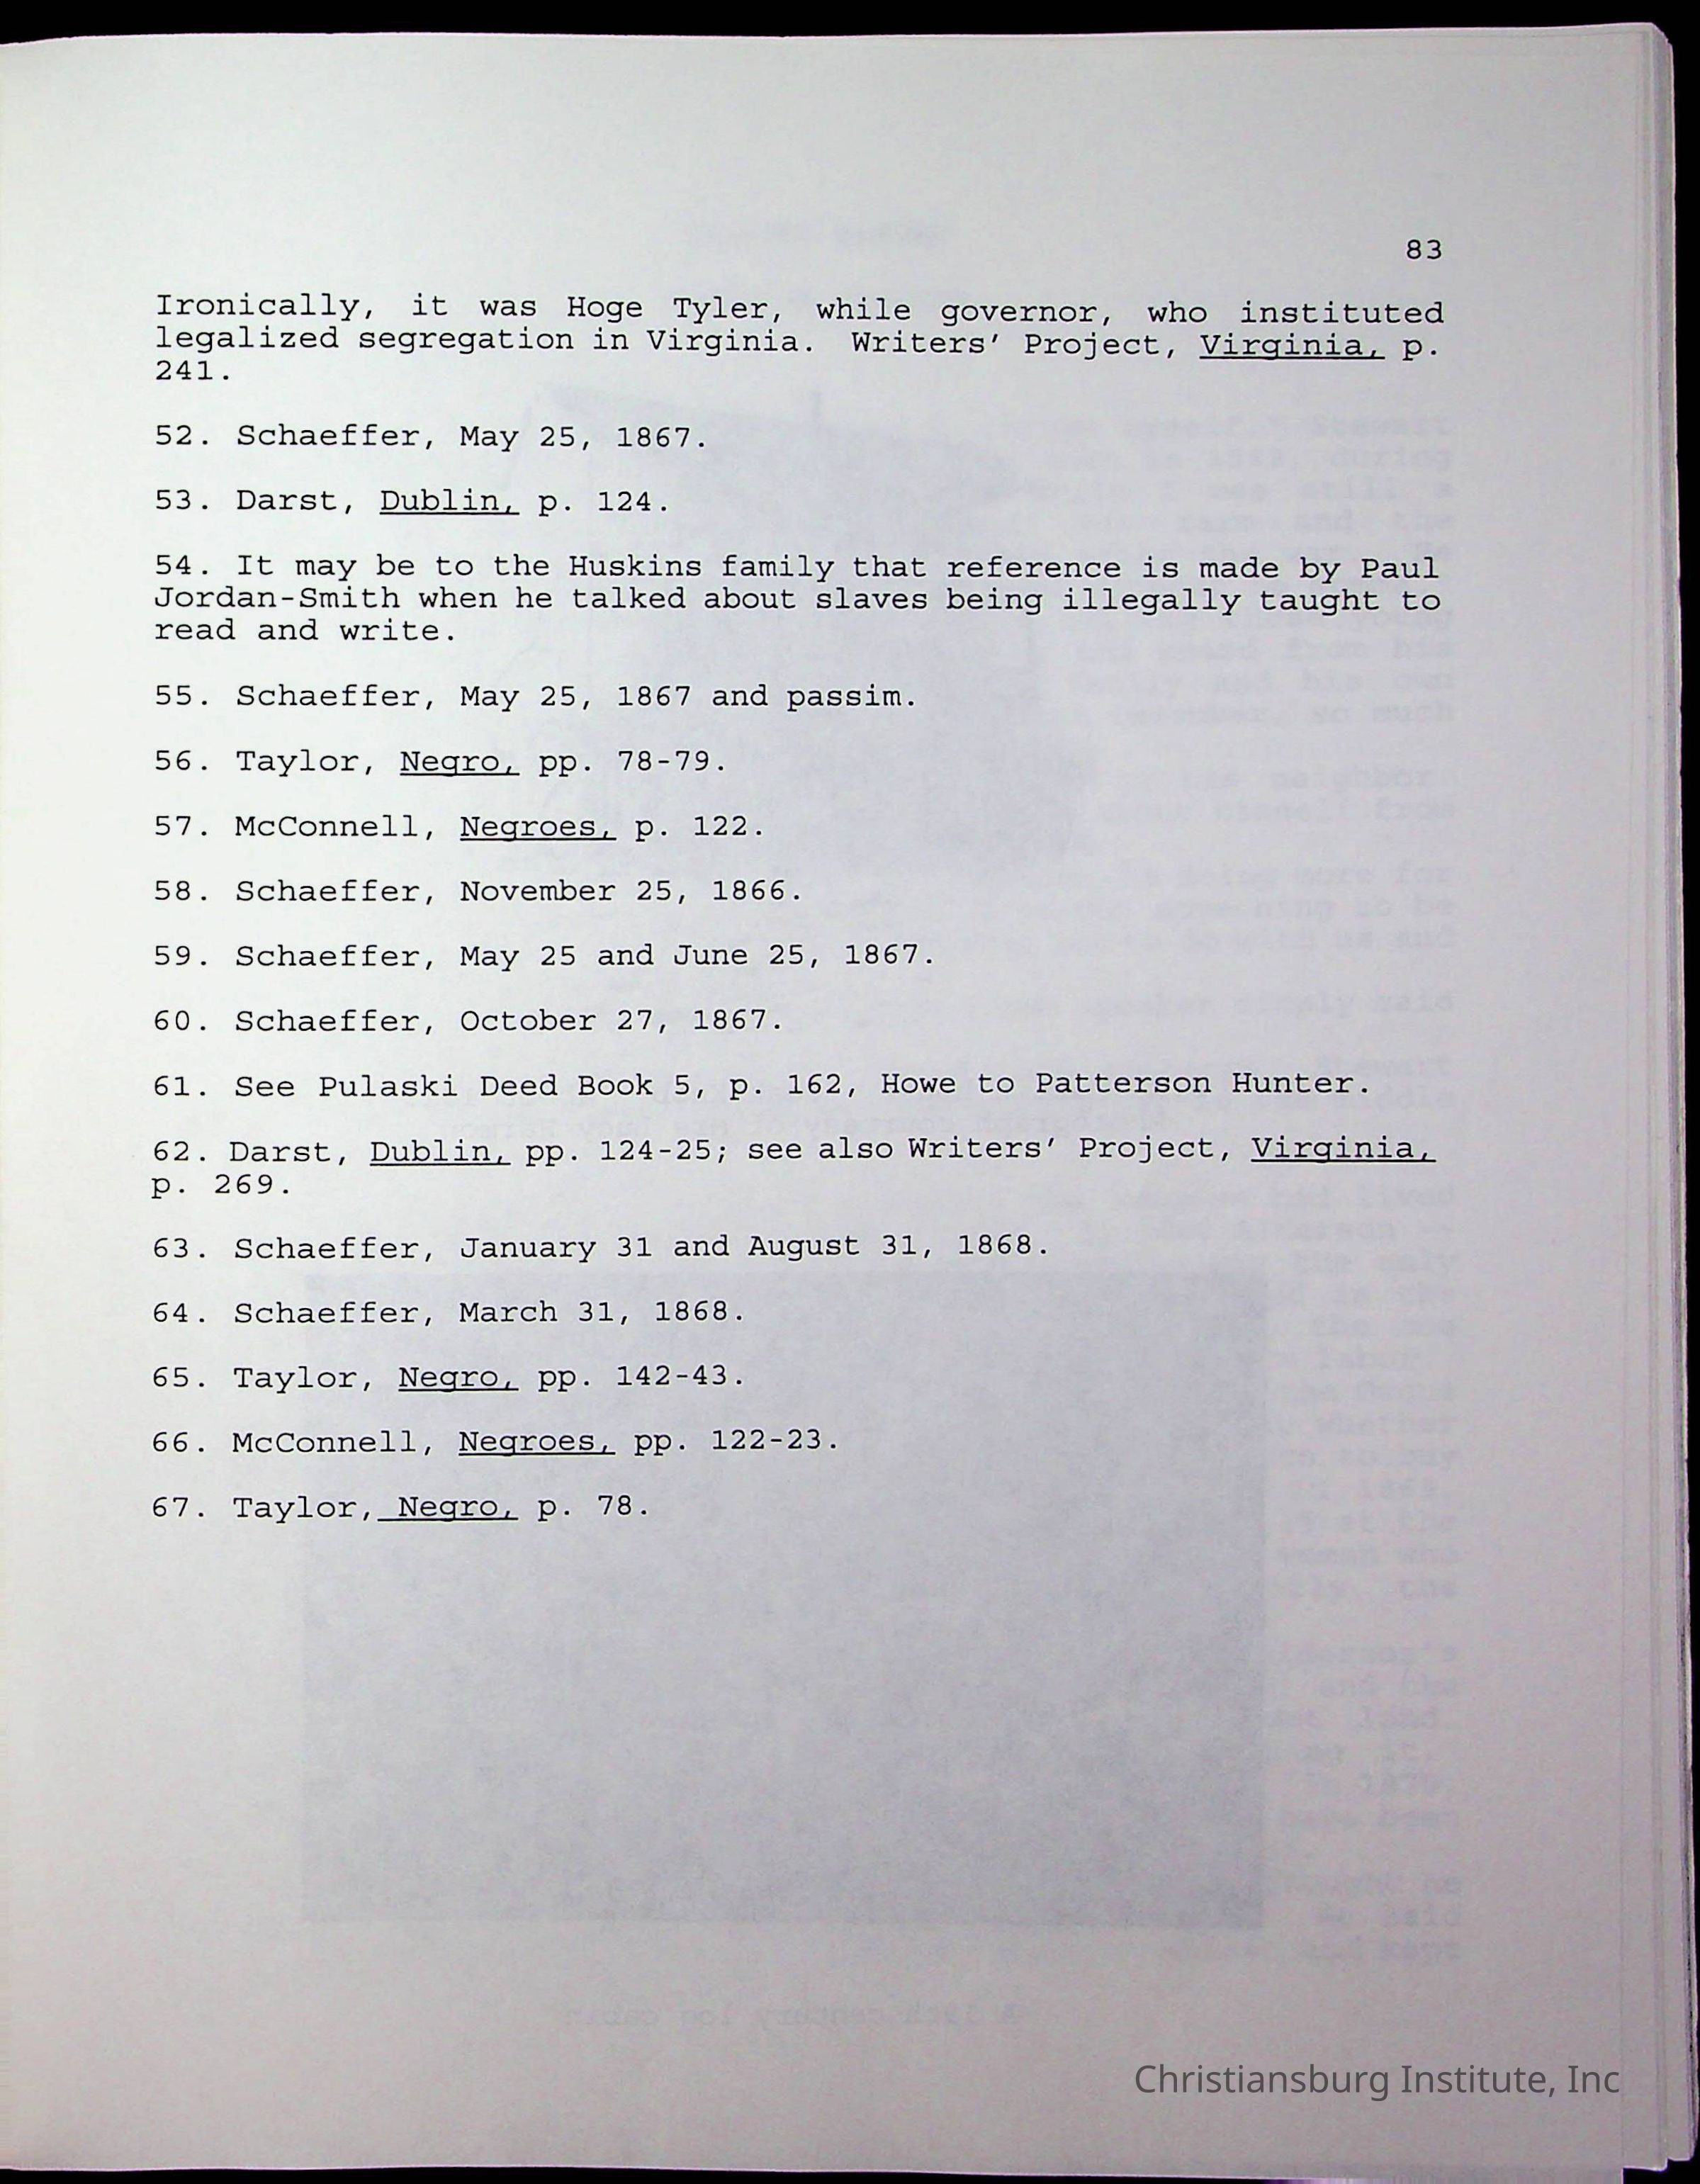 83
Ironically, it was Hoge Tyler, while governor, who instituted
legalized segregation in Virginia. Writers' Project, Virginia, p.
241.
52. Schaeffer, May 25, 1867.
53. Darst, Dublin, p. 124.
54. It may be to the Huskins family that reference is made by Paul
Jordan-Smith when he talked about slaves being illegally taught to
read and write.
55. Schaeffer, May 25, 1867 and passim.
56. Taylor, Negro, pp. 78-79.
57. McConnell, Negroes, p. 122.
58. Schaeffer, November 25, 1866.
59. Schaeffer, May 25 and June 25, 1867.
60. Schaeffer, October 27, 1867.
61. See Pulaski Deed Book 5, p. 162, Howe to Patterson Hunter.
62. Darst, Dublin, pp. 124-25; see also Writers' Project, Virginia,
p. 269.
63. Schaeffer, January 31 and August 31, 1868.
64. Schaeffer, March 31, 1868.
65. Taylor, Negro, pp. 142-43.
66. McConnell, Negroes, pp. 122-23.
67. Taylor, Negro, p. 78.
Christiansburg Institute, Inc